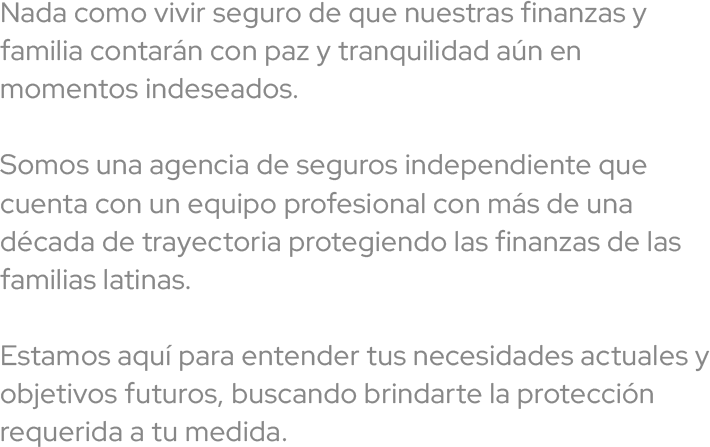 Nada como vivir seguro de que nuestras finanzas y
familia contarán con paz y tranquilidad aún en
momentos indeseados.
Somos una agencia de seguros independiente que
cuenta con un equipo profesional con más de una
década de trayectoria protegiendo las finanzas de las
familias latinas.
Estamos aquí para entender tus necesidades actuales y
objetivos futuros, buscando brindarte la protección
requerida a tu medida.